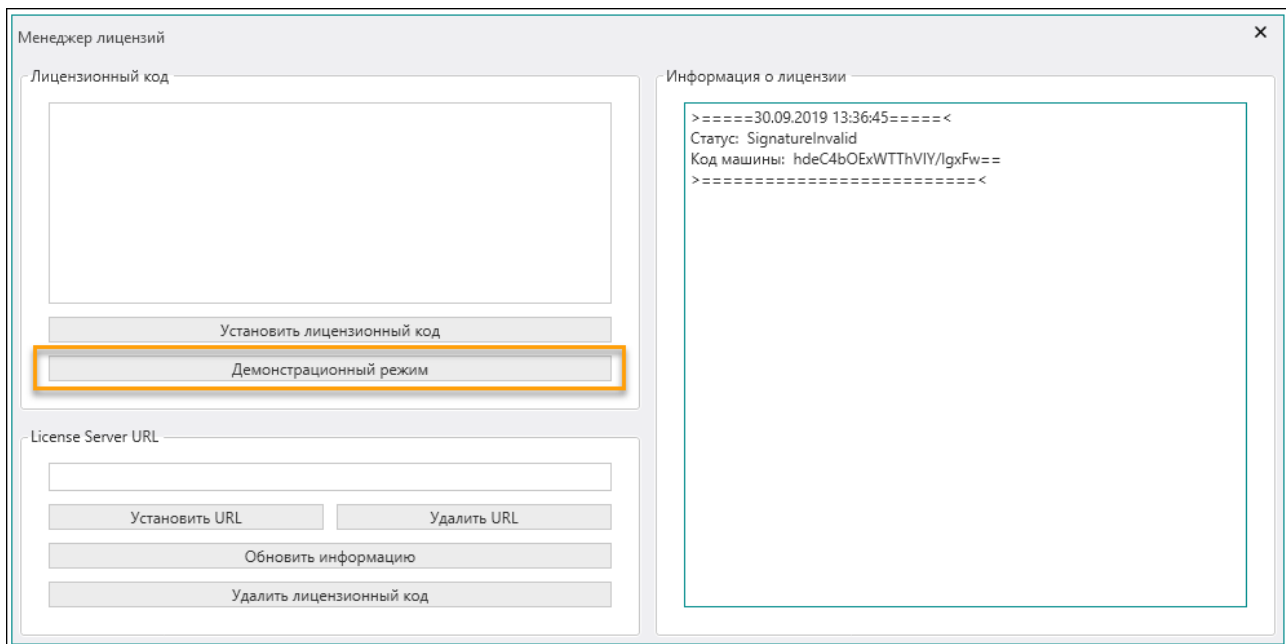 Менеджер лицензий
Лицензионный код
Установить лицензионный код
Демонстрационный режим
License Server URL
Установить URL
Удалить URL
Обновить информацию
Удалить лицензионный код
Информация о лицензии
>=====30.09.2019 13:36:45=====<
Статус: SignatureInvalid
Код машины: hdeC4bOExWTThVIY/IgxFw==
>==========================<